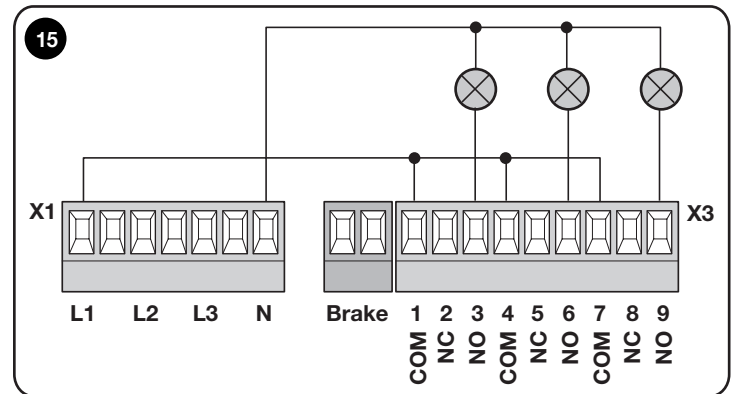 15
X1
X3
L1 L2 L3 N Brake 1 2 3 4 5 6 7 8 9
COM NC NO COM NC NO COM NC NO